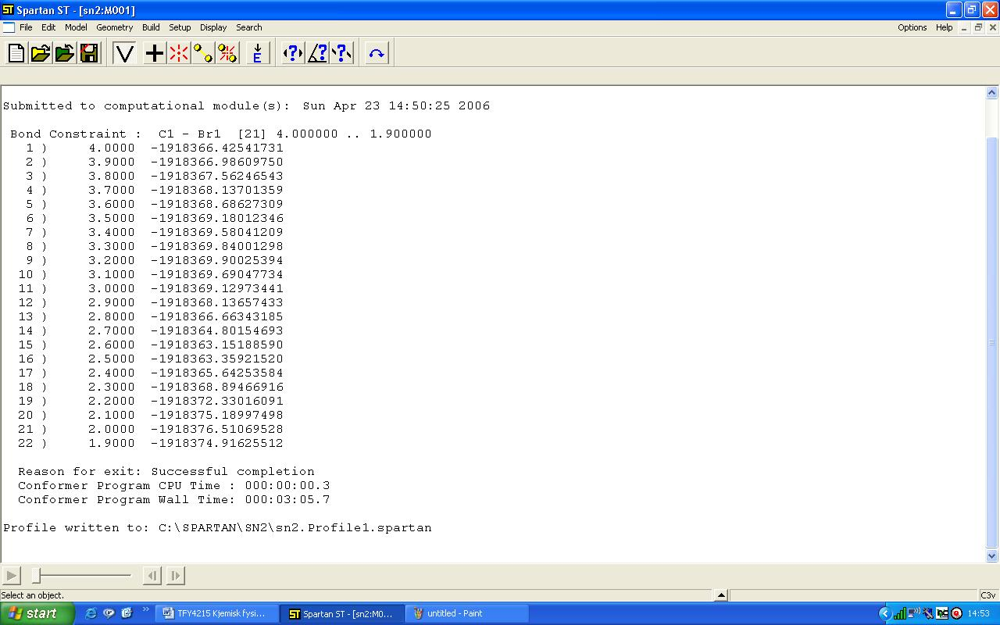 Spartan ST - [sn2:M001]
File Edit Model Geometry Build Setup Display Search Options Help
Submitted to computational module(s):  Sun Apr 23 14:50:25 2006
Bond Constraint :  C1 - Br1  [21] 4.000000 .. 1.900000
1 )      4.0000  -1918366.42541731
2 )      3.9000  -1918366.98609750
3 )      3.8000  -1918367.56246543
4 )      3.7000  -1918368.13701359
5 )      3.6000  -1918368.68627309
6 )      3.5000  -1918369.18012346
7 )      3.4000  -1918369.58041209
8 )      3.3000  -1918369.84001298
9 )      3.2000  -1918369.90025394
10 )      3.1000  -1918369.69047734
11 )      3.0000  -1918369.12973441
12 )      2.9000  -1918368.13657433
13 )      2.8000  -1918366.66343185
14 )      2.7000  -1918364.80154693
15 )      2.6000  -1918363.15188590
16 )      2.5000  -1918363.35921520
17 )      2.4000  -1918365.64253584
18 )      2.3000  -1918368.89466916
19 )      2.2000  -1918372.33016091
20 )      2.1000  -1918375.18997498
21 )      2.0000  -1918376.51069528
22 )      1.9000  -1918374.91625512
Reason for exit: Successful completion
Conformer Program CPU Time : 000:00:00.3
Conformer Program Wall Time: 000:03:05.7
Profile written to: C:\SPARTAN\SN2\sn2.Profile1.spartan
Select an object. C3v
start TFY4215 Kjemisk fysi... Spartan ST - [sn2:M0... untitled - Paint 14:53